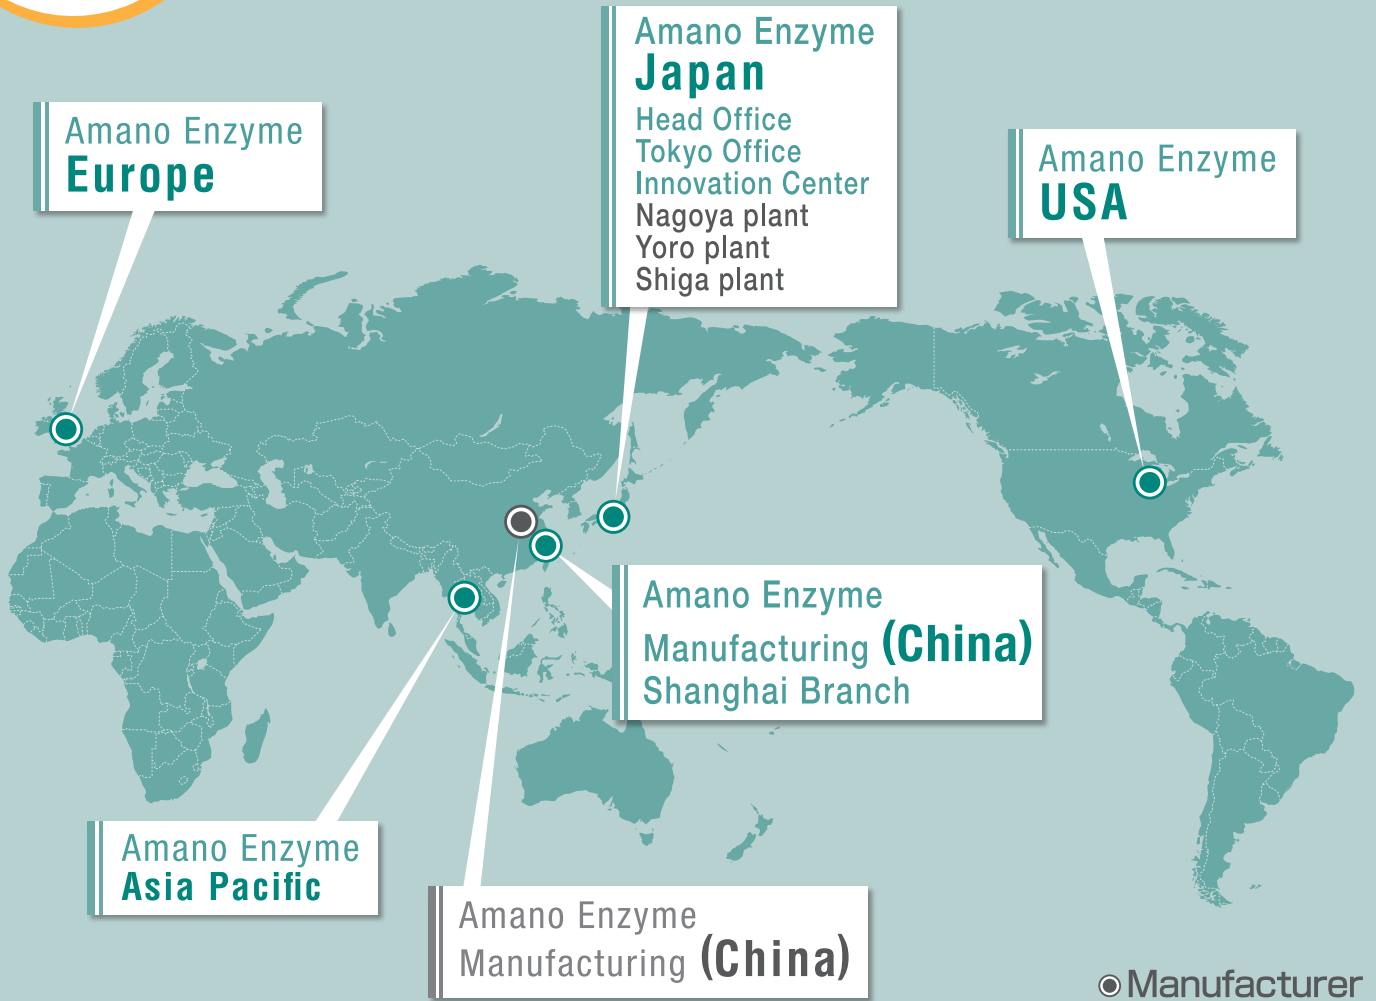 Amano Enzyme
Europe
Amano Enzyme
Japan
Head Office
Tokyo Office
Innovation Center
Nagoya plant
Yoro plant
Shiga plant
Amano Enzyme
USA
Amano Enzyme
Manufacturing (China)
Shanghai Branch
Amano Enzyme
Asia Pacific
Amano Enzyme
Manufacturing (China)
Manufacturer